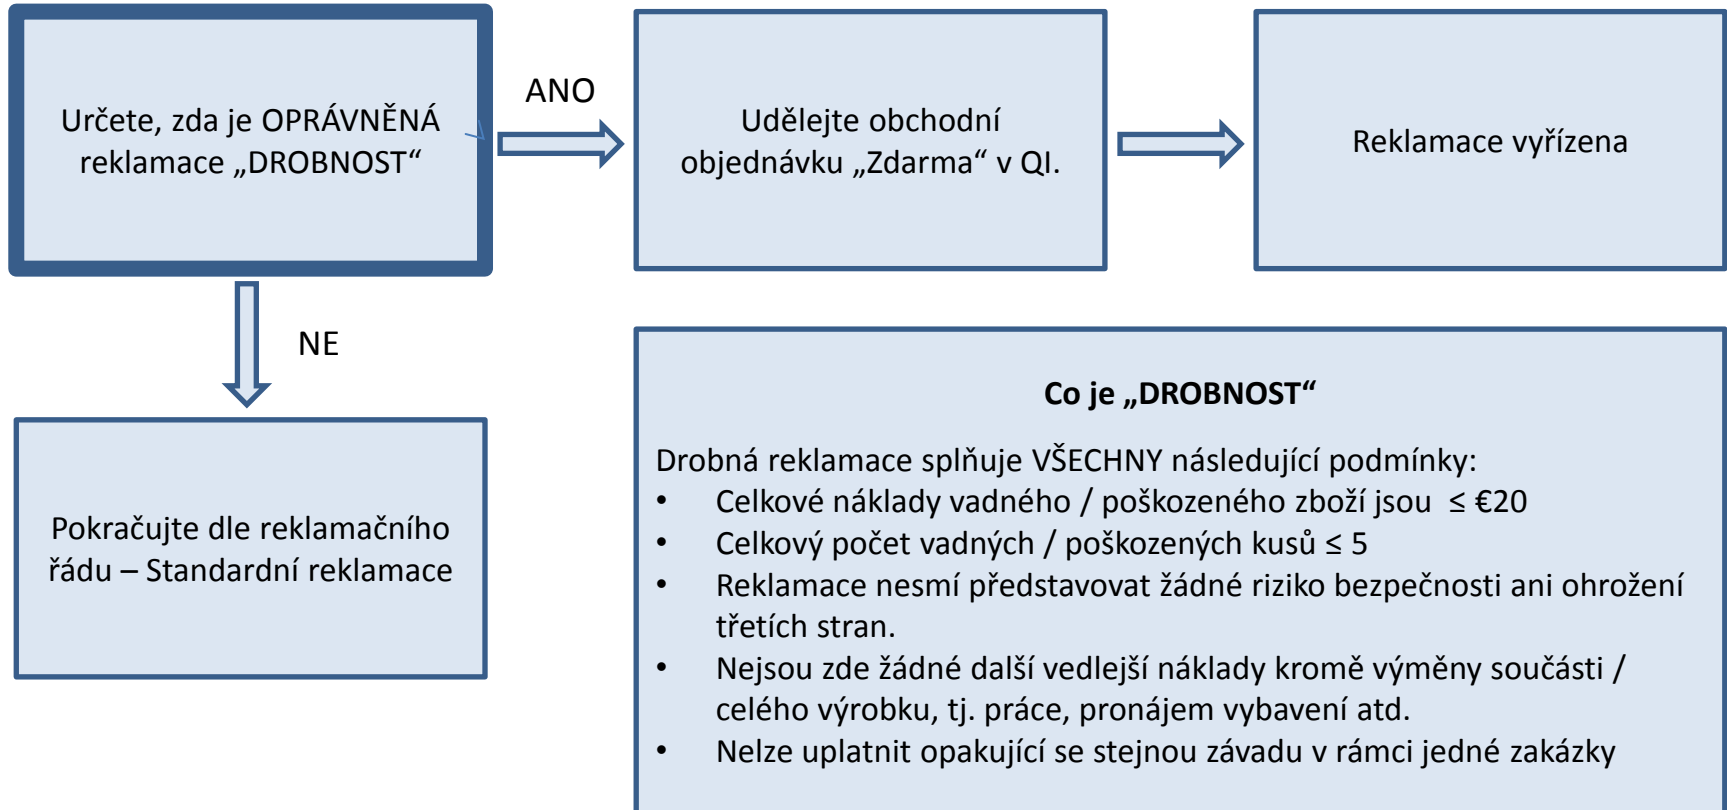 Určete, zda je OPRÁVNĚNÁ
reklamace „DROBNOST“
ANO
Udělejte obchodní
objednávku „Zdarma“ v QI.
Reklamace vyřízena
NE
Pokračujte dle reklamačního
řádu – Standardní reklamace
Co je „DROBNOST“
Drobná reklamace splňuje VŠECHNY následující podmínky:
• Celkové náklady vadného / poškozeného zboží jsou ≤ €20
• Celkový počet vadných / poškozených kusů ≤ 5
• Reklamace nesmí představovat žádné riziko bezpečnosti ani ohrožení
třetích stran.
• Nejsou zde žádné další vedlejší náklady kromě výměny součásti /
celého výrobku, tj. práce, pronájem vybavení atd.
• Nelze uplatnit opakující se stejnou závadu v rámci jedné zakázky